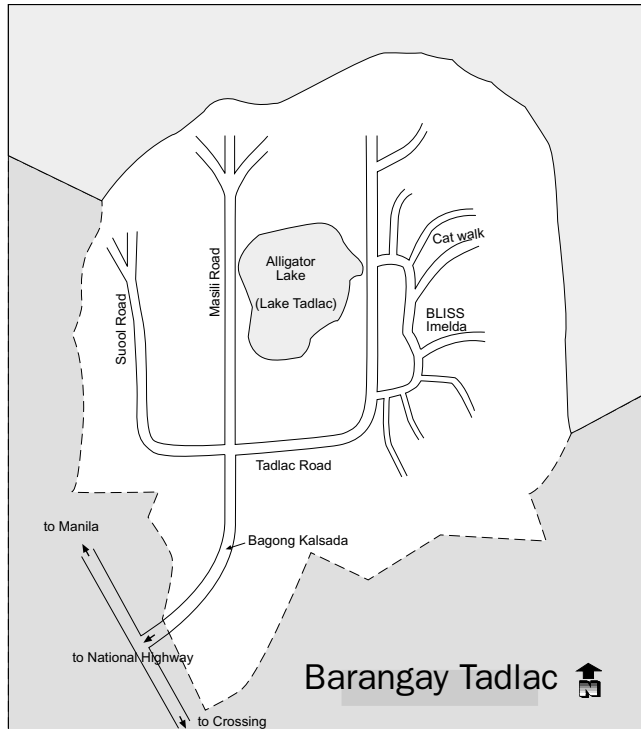 Suool Road
Masili Road
Alligator
Lake
(Lake Tadlac)
Cat walk
BLISS
Imelda
Tadlac Road
to Manila
Bagong Kalsada
to National Highway
to Crossing
Barangay Tadlac
N